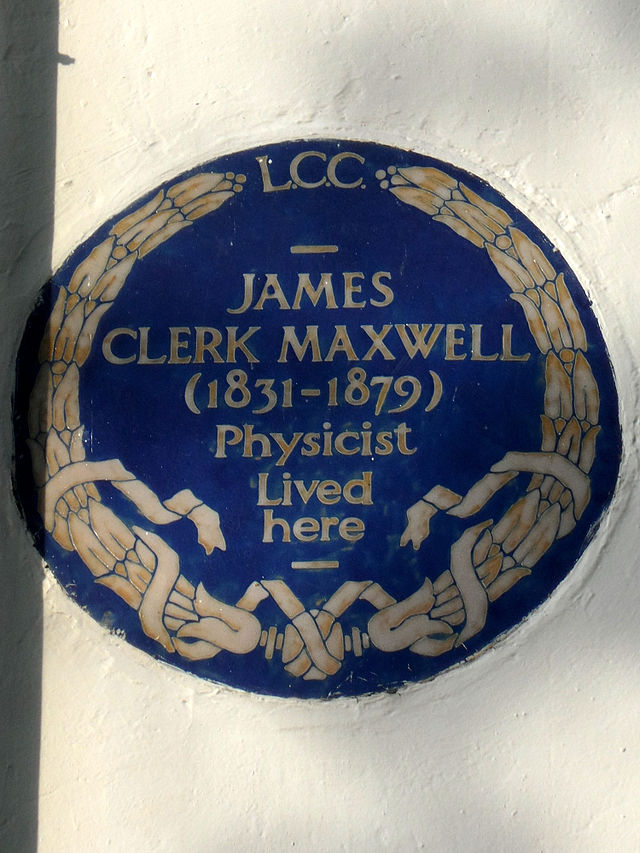 L.C.C.
JAMES
CLERK MAXWELL
(1831-1879)
Physicist
Lived
here